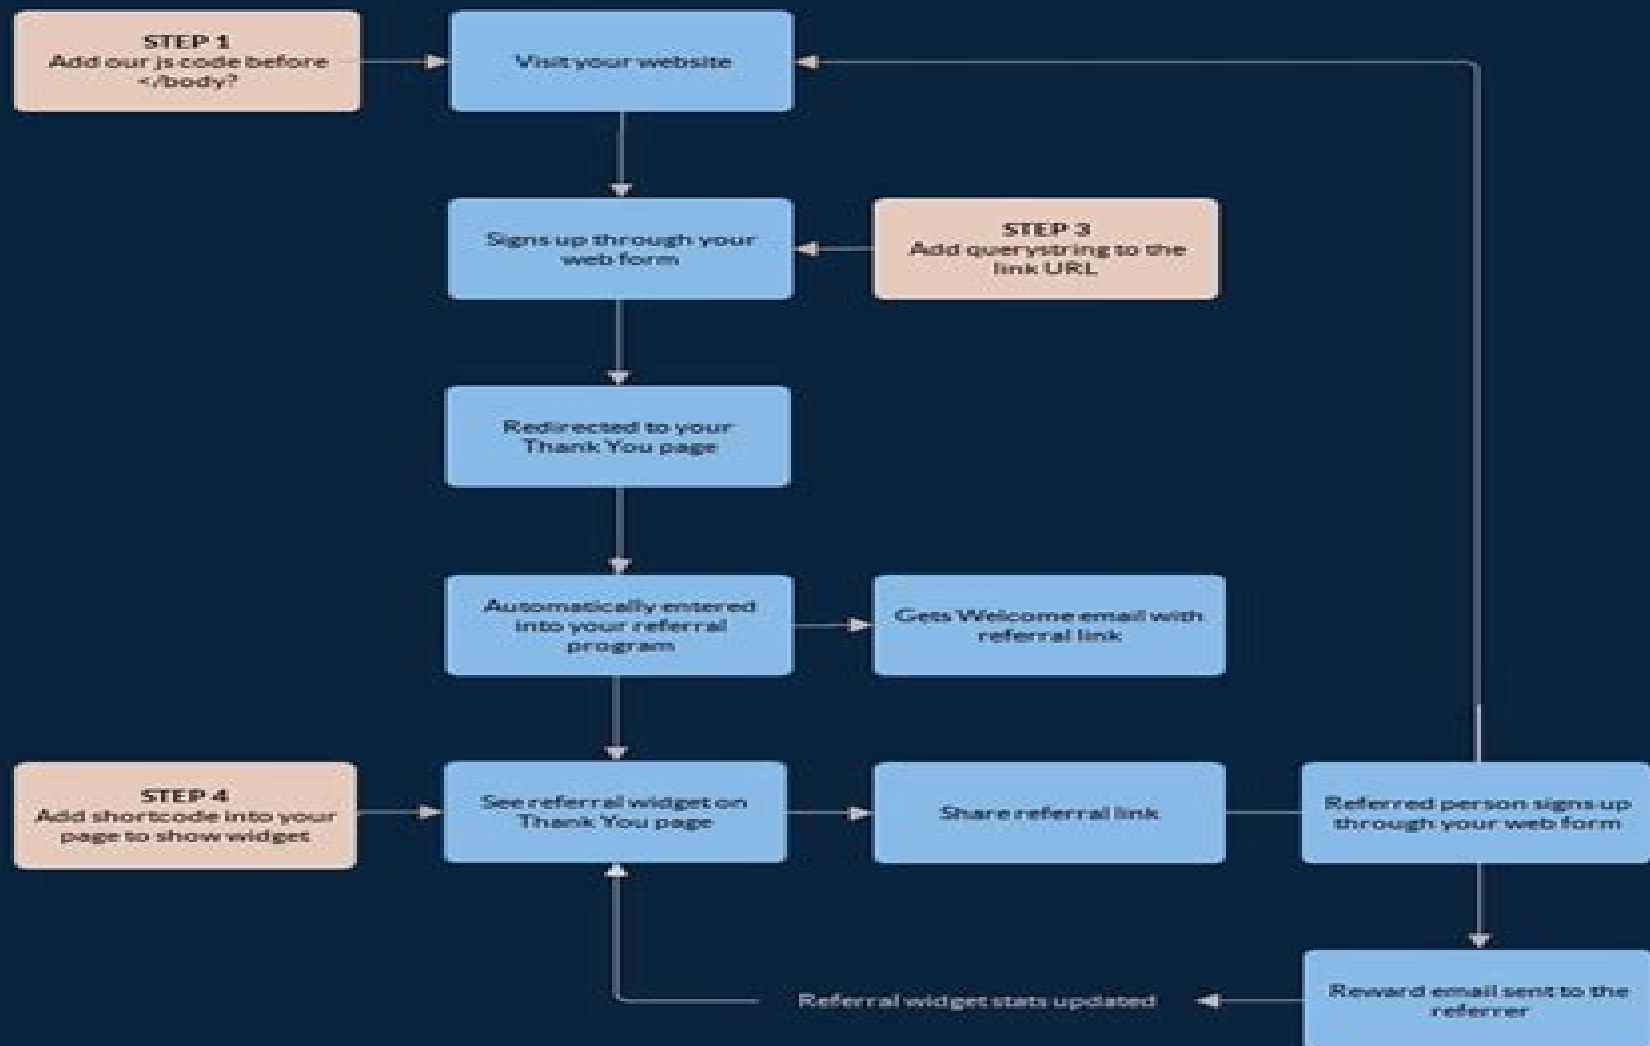 STEP 1
Add our js code before
</body?
Visit your website
Signs up through your
web form
STEP 3
Add querystring to the
link URL
Redirected to your
Thank You page
Automatically entered
into your referral
program
Gets Welcome email with
referral link
STEP 4
Add shortcode into your
page to show widget
See referral widget on
Thank You page
Share referral link
Referred person signs up
through your web form
Referral widget stats updated
Reward email sent to the
referrer